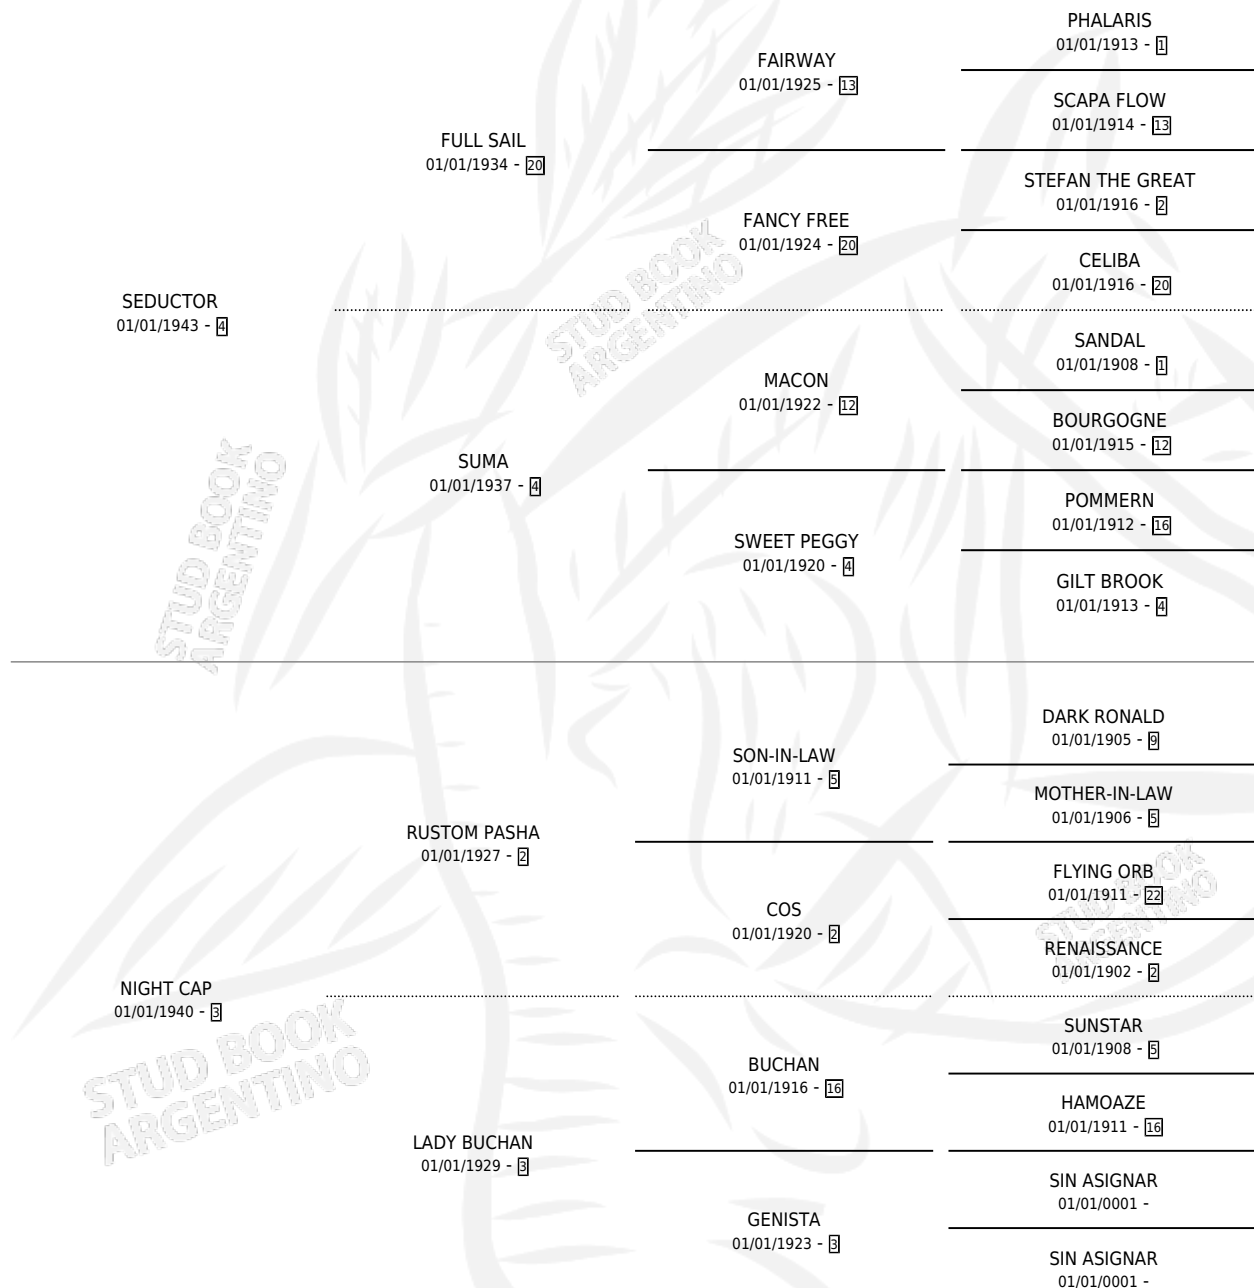 PHALARIS
01/01/1913 - 1
FAIRWAY
01/01/1925 - 13
SCAPA FLOW
01/01/1914 - 13
FULL SAIL
01/01/1934 - 20
STEFAN THE GREAT
01/01/1916 - 2
FANCY FREE
01/01/1924 - 20
CELIBA
01/01/1916 - 20
SEDUCTOR
01/01/1943 - 4
SANDAL
01/01/1908 - 1
MACON
01/01/1922 - 12
BOURGOGNE
01/01/1915 - 12
SUMA
01/01/1937 - 4
POMMERN
01/01/1912 - 16
SWEET PEGGY
01/01/1920 - 4
GILT BROOK
01/01/1913 - 4
DARK RONALD
01/01/1905 - 9
SON-IN-LAW
01/01/1911 - 5
MOTHER-IN-LAW
01/01/1906 - 5
RUSTOM PASHA
01/01/1927 - 2
FLYING ORB
01/01/1911 - 22
COS
01/01/1920 - 2
RENAISSANCE
01/01/1902 - 2
NIGHT CAP
01/01/1940 - 3
SUNSTAR
01/01/1908 - 5
BUCHAN
01/01/1916 - 16
HAMOAZE
01/01/1911 - 16
LADY BUCHAN
01/01/1929 - 3
SIN ASIGNAR
01/01/0001 -
GENISTA
01/01/1923 - 3
SIN ASIGNAR
01/01/0001 -
STUD BOOK
ARGENTINO
STUD BOOK
ARGENTINO
STUD BOOK
ARGENTINO
STUD BOOK
ARGENTINO